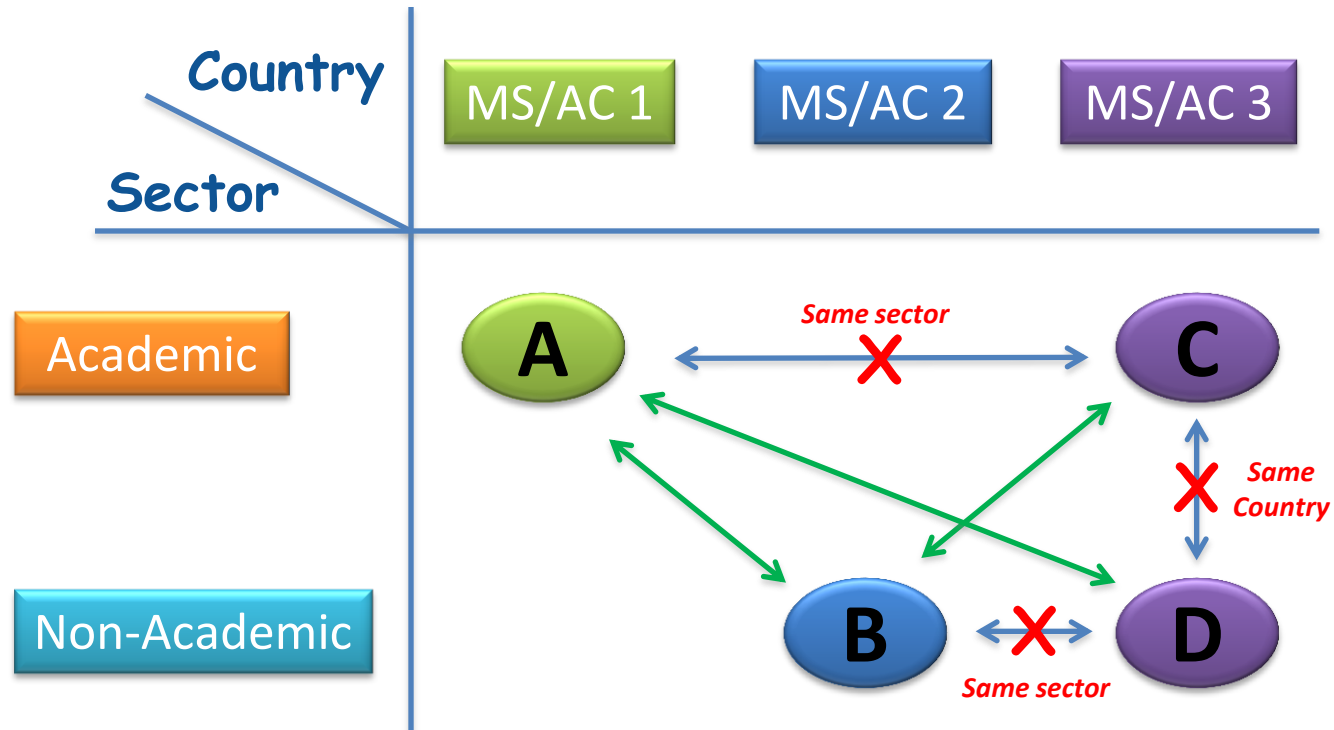 Country
MS/AC 1
MS/AC 2
MS/AC 3
Sector
Academic
A
Same sector
C
Same
Country
Non-Academic
B
D
Same sector